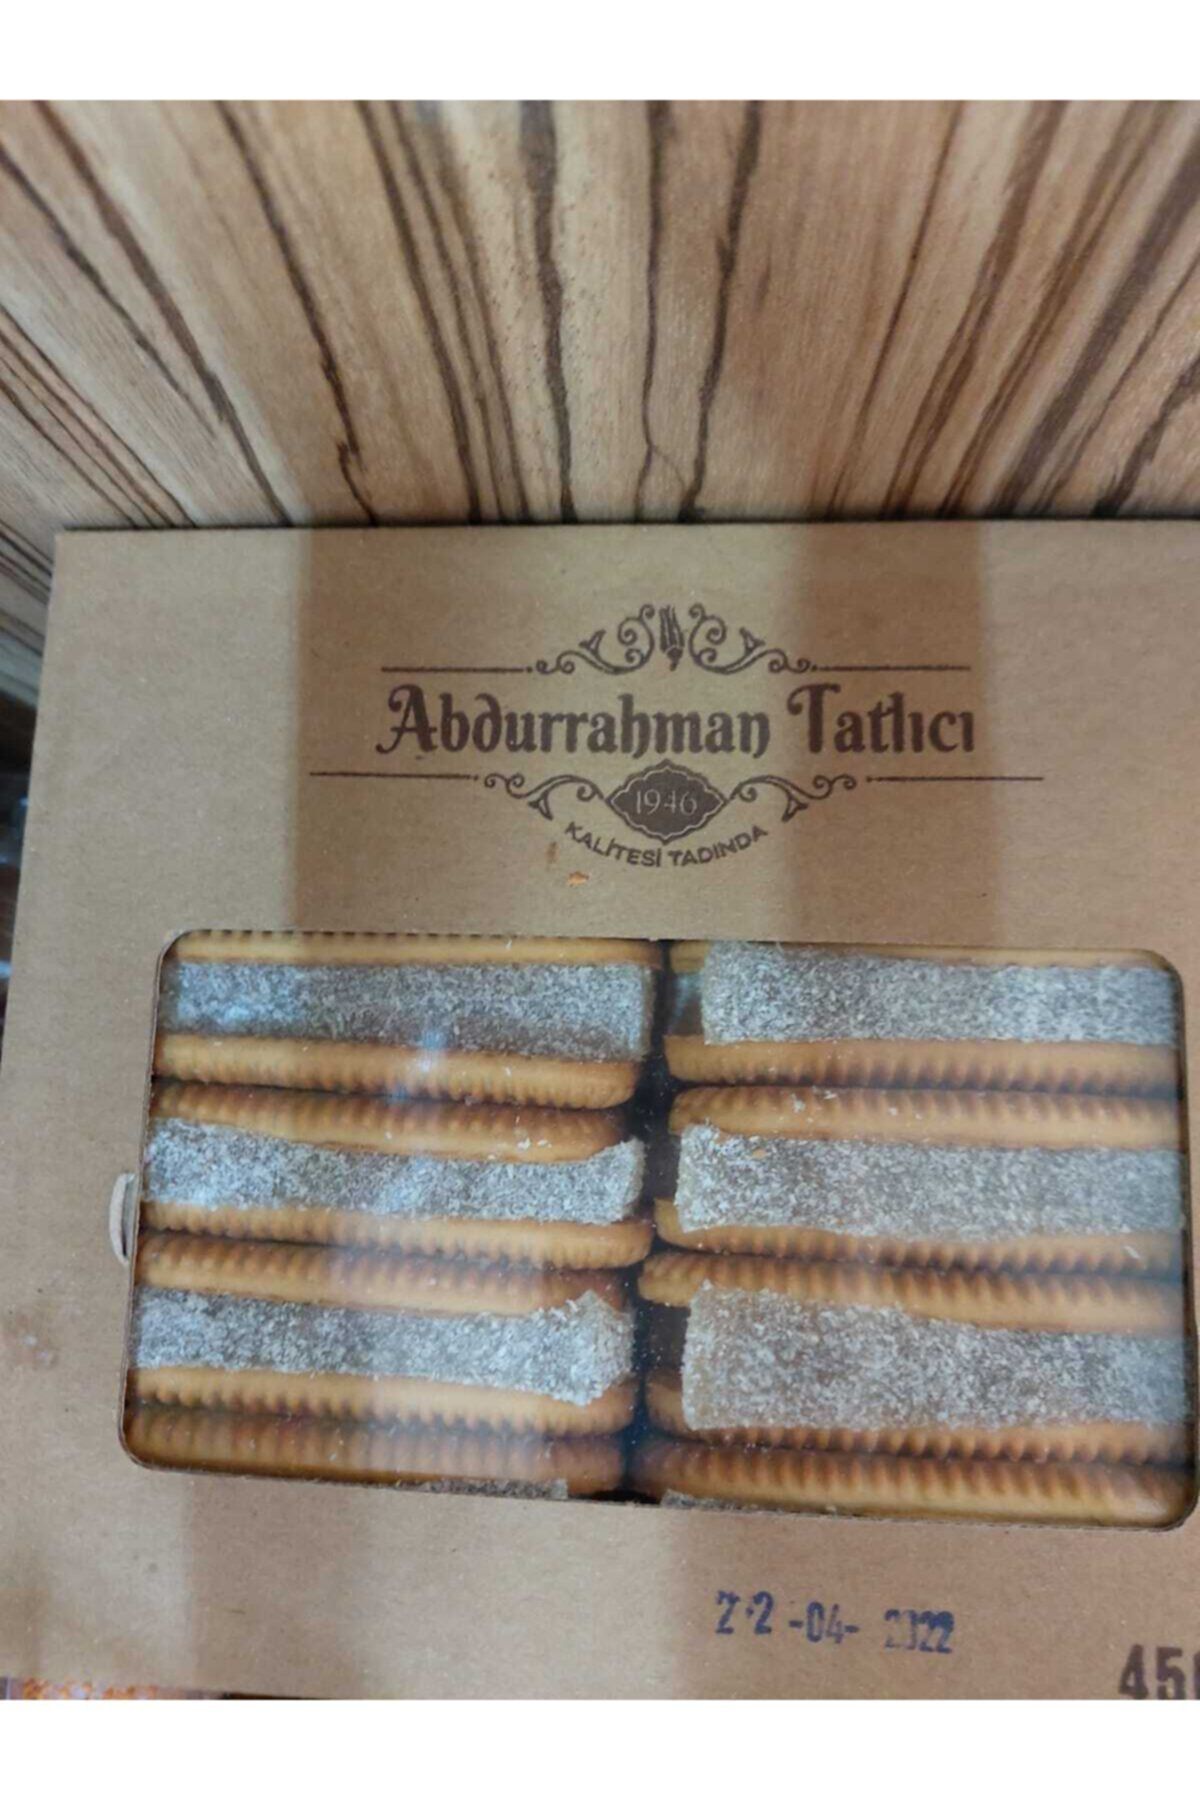 Abdurrahman Tatlıcı
1946
KALİTESİ TADINDA
22-04-2022